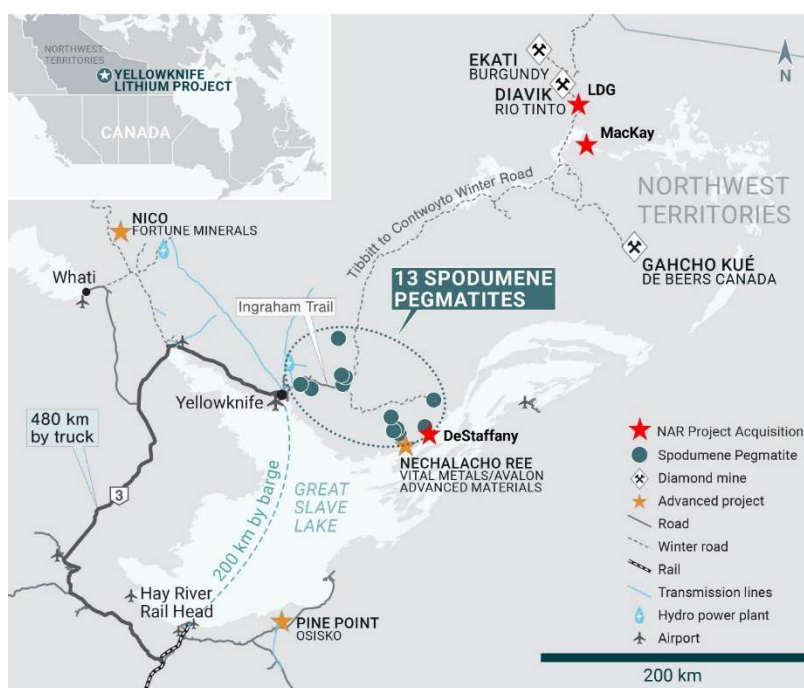 NORTHWEST
TERRITORIES
YELLOWKNIFE
LITHIUM PROJECT
CANADA
EKATI
BURGUNDY
DIAVIK
RIO TINTO
LDG
MacKay
N
NORTHWEST
TERRITORIES
Tibbitt to Contwoyto Winter Road
NICO
FORTUNE MINERALS
Whati
GAHCHO KUÉ
DE BEERS CANADA
13 SPODUMENE
PEGMATITES
Ingraham Trail
Yellowknife
480 km
by truck
3
DeStaffany
NECHALACHO REE
VITAL METALS/AVALON
ADVANCED MATERIALS
GREAT
SLAVE
LAKE
200 km by barge
Hay River
Rail Head
PINE POINT
OSISKO
NAR Project Acquisition
Spodumene Pegmatite
Diamond mine
Advanced project
Road
Winter road
Rail
Transmission lines
Hydro power plant
Airport
200 km